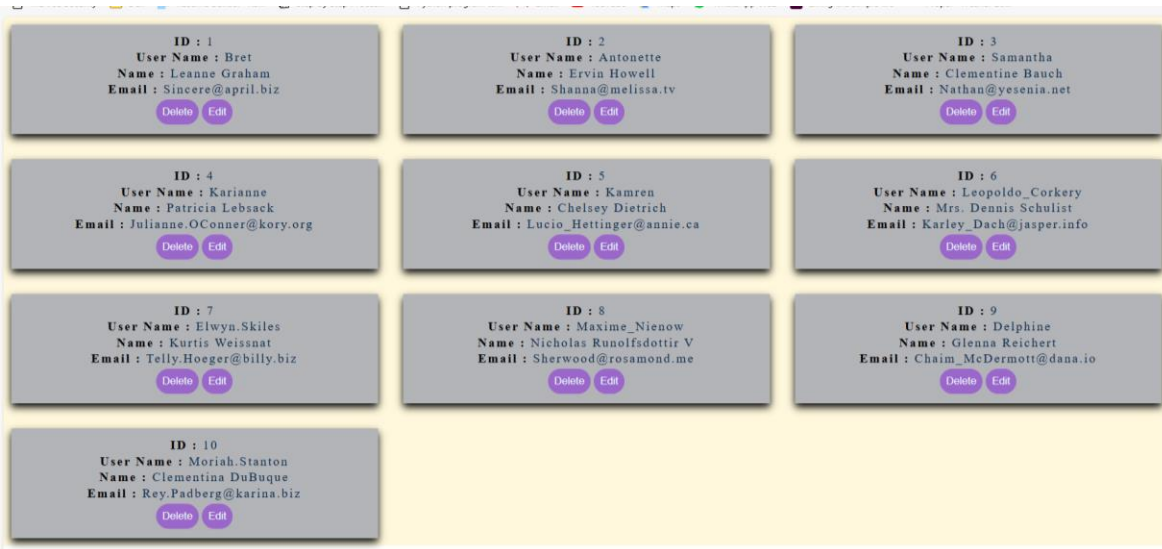 ID : 1
User Name : Bret
Name : Leanne Graham
Email : Sincere@april.biz
Delete Edit
ID : 2
User Name : Antonette
Name : Ervin Howell
Email : Shanna@melissa.tv
Delete Edit
ID : 3
User Name : Samantha
Name : Clementine Bauch
Email : Nathan@yesenia.net
Delete Edit
ID : 4
User Name : Karianne
Name : Patricia Lebsack
Email : Julianne.OConner@kory.org
Delete Edit
ID : 5
User Name : Kamren
Name : Chelsey Dietrich
Email : Lucio_Hettinger@annie.ca
Delete Edit
ID : 6
User Name : Leopoldo_Corkery
Name : Mrs. Dennis Schulist
Email : Karley_Dach@jasper.info
Delete Edit
ID : 7
User Name : Elwyn.Skiles
Name : Kurtis Weissnat
Email : Telly.Hoeger@billy.biz
Delete Edit
ID : 8
User Name : Maxime_Nienow
Name : Nicholas Runolfsdottir V
Email : Sherwood@rosamond.me
Delete Edit
ID : 9
User Name : Delphine
Name : Glenna Reichert
Email : Chaim_McDermott@dana.io
Delete Edit
ID : 10
User Name : Moriah.Stanton
Name : Clementina DuBuque
Email : Rey.Padberg@karina.biz
Delete Edit